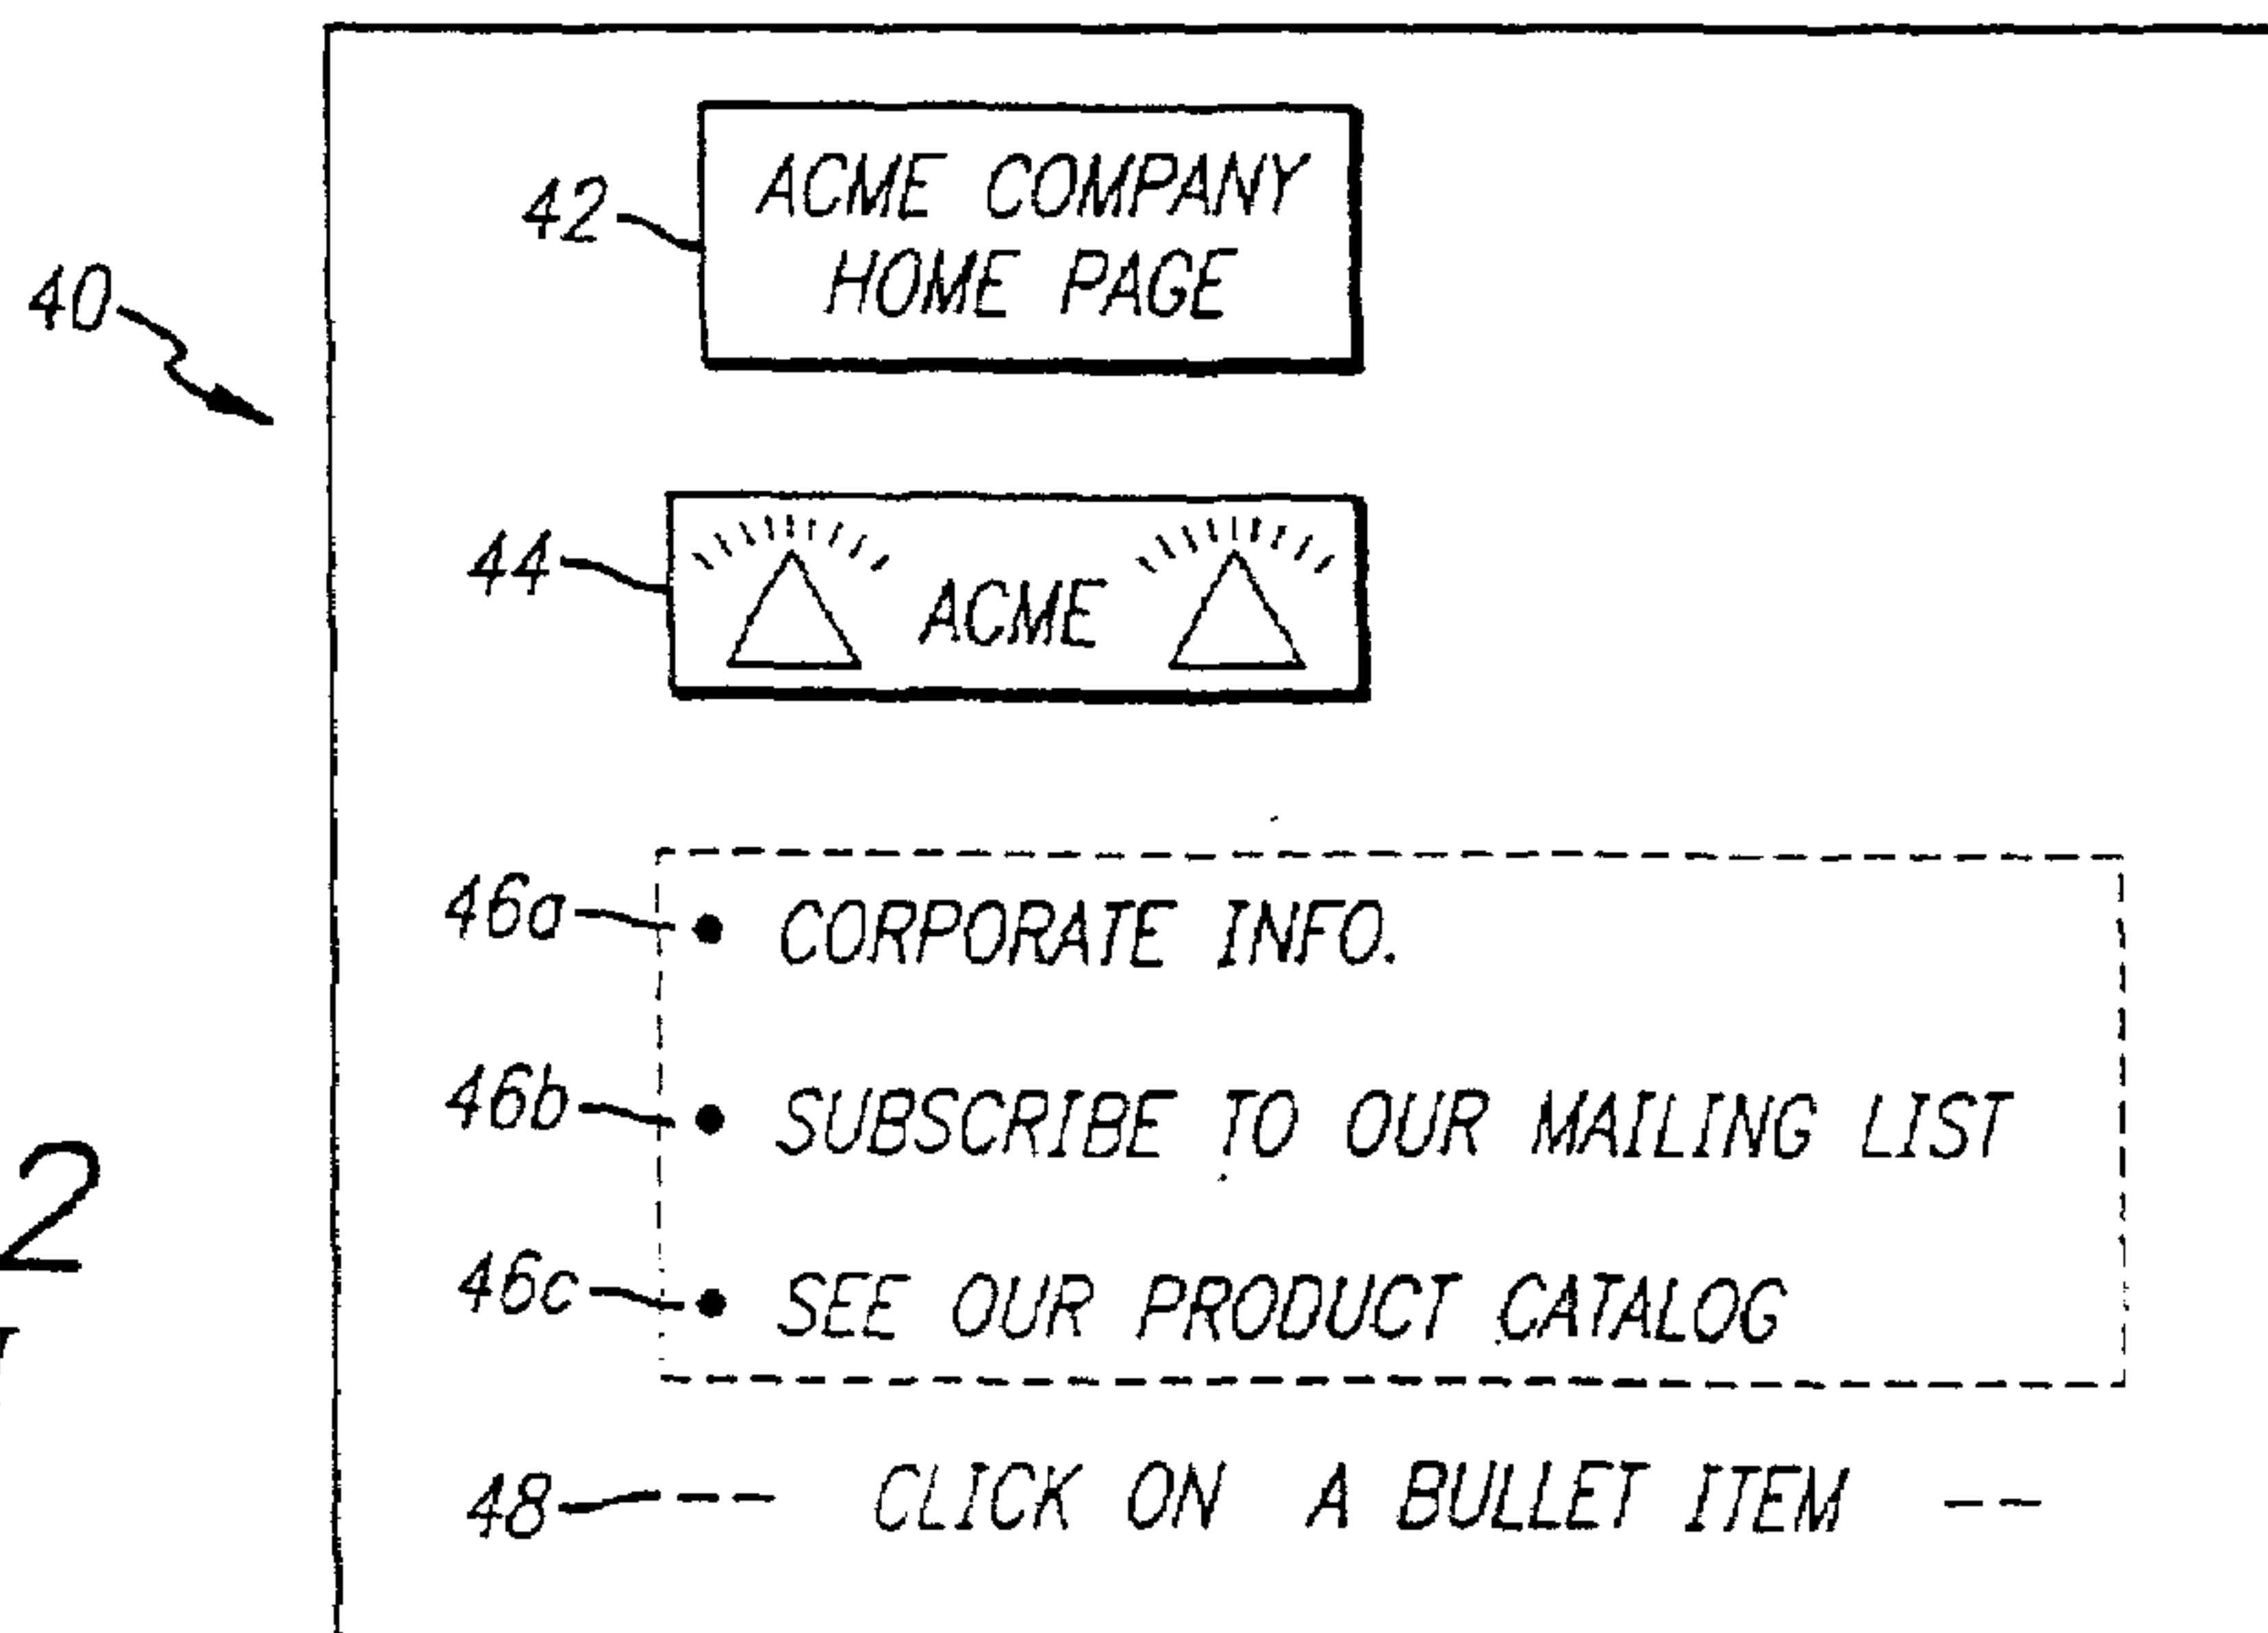 42
ACME COMPANY
HOME PAGE
40
44
ACME
46a • CORPORATE INFO.
46b • SUBSCRIBE TO OUR MAILING LIST
2
46c • SEE OUR PRODUCT CATALOG
48 -- CLICK ON A BULLET ITEM --